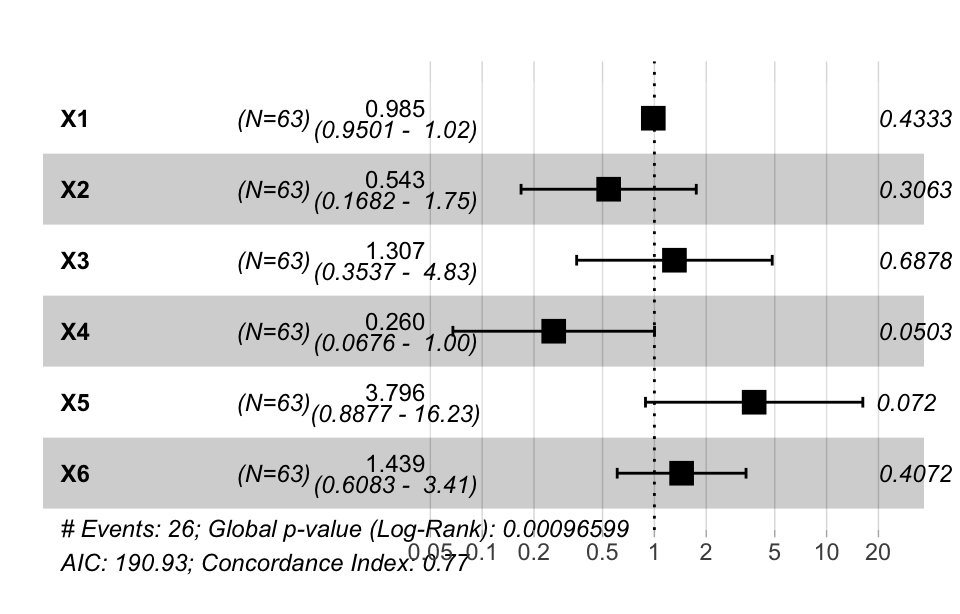 X1 (N=63) 0.985 (0.9501 - 1.02) 0.4333
X2 (N=63) 0.543 (0.1682 - 1.75) 0.3063
X3 (N=63) 1.307 (0.3537 - 4.83) 0.6878
X4 (N=63) 0.260 (0.0676 - 1.00) 0.0503
X5 (N=63) 3.796 (0.8877 - 16.23) 0.072
X6 (N=63) 1.439 (0.6083 - 3.41) 0.4072
# Events: 26; Global p-value (Log-Rank): 0.00096599
AIC: 190.93; Concordance Index: 0.77
0.05 0.1 0.2 0.5 1 2 5 10 20